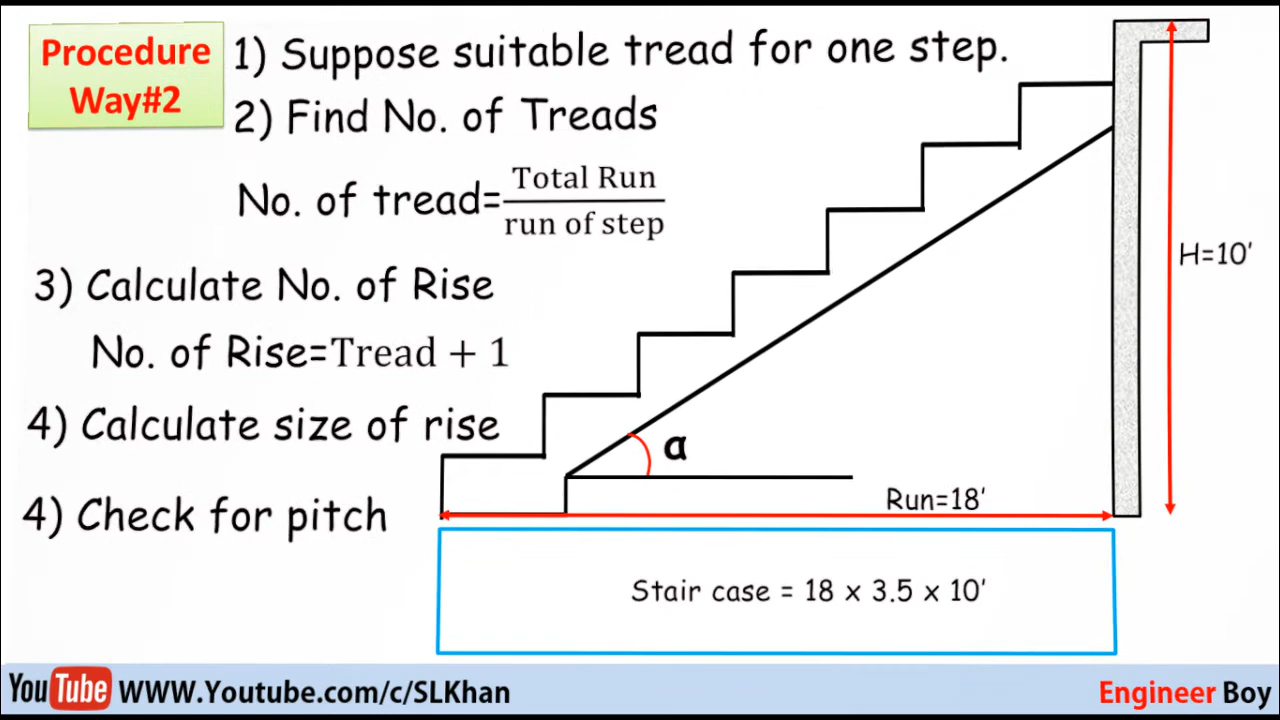 Procedure
Way#2
1) Suppose suitable tread for one step.
2) Find No. of Treads
No. of tread=Total Run
run of step
3) Calculate No. of Rise
No. of Rise=Tread + 1
4) Calculate size of rise
4) Check for pitch
H=10'
α
Run=18'
Stair case = 18 x 3.5 x 10'
YouTube WWW.Youtube.com/c/SLKhan
Engineer Boy